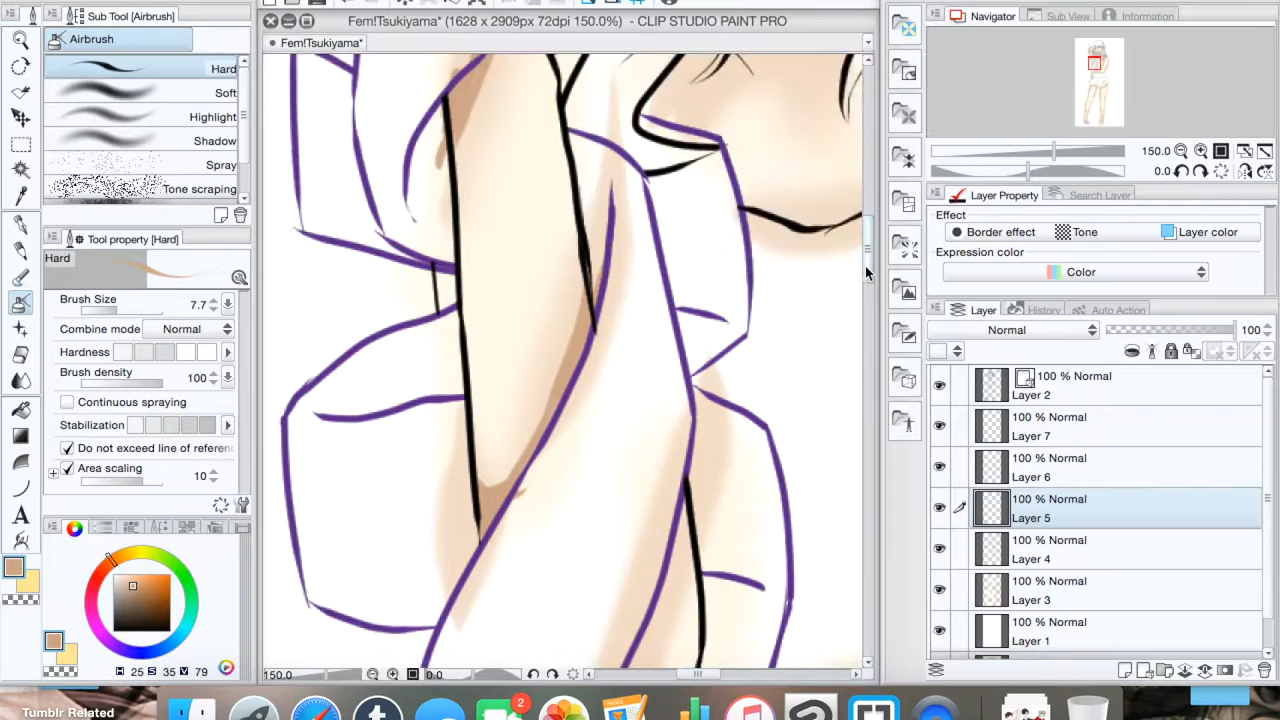 Sub Tool [Airbrush]
Fem!Tsukiyama* (1628 x 2909px 72dpi 150.0%) - CLIP STUDIO PAINT PRO
Navigator
Sub View
Information
Airbrush
Fem!Tsukiyama*
Hard
Soft
Highlight
Shadow
Spray
Tone scraping
150.0
0.0
Layer Property
Search Layer
Effect
Border effect
Tone
Layer color
Expression color
Color
Tool property [Hard]
Hard
Brush Size 7.7
Combine mode Normal
Hardness
Brush density 100
Continuous spraying
Stabilization
Do not exceed line of referenc
Area scaling 10
Layer
History
Auto Action
Normal
100
100 % Normal
Layer 2
100 % Normal
Layer 7
100 % Normal
Layer 6
100 % Normal
Layer 5
100 % Normal
Layer 4
100 % Normal
Layer 3
100 % Normal
Layer 1
H 25 S 35 V 79
150.0
0.0
2
Tumblr Related